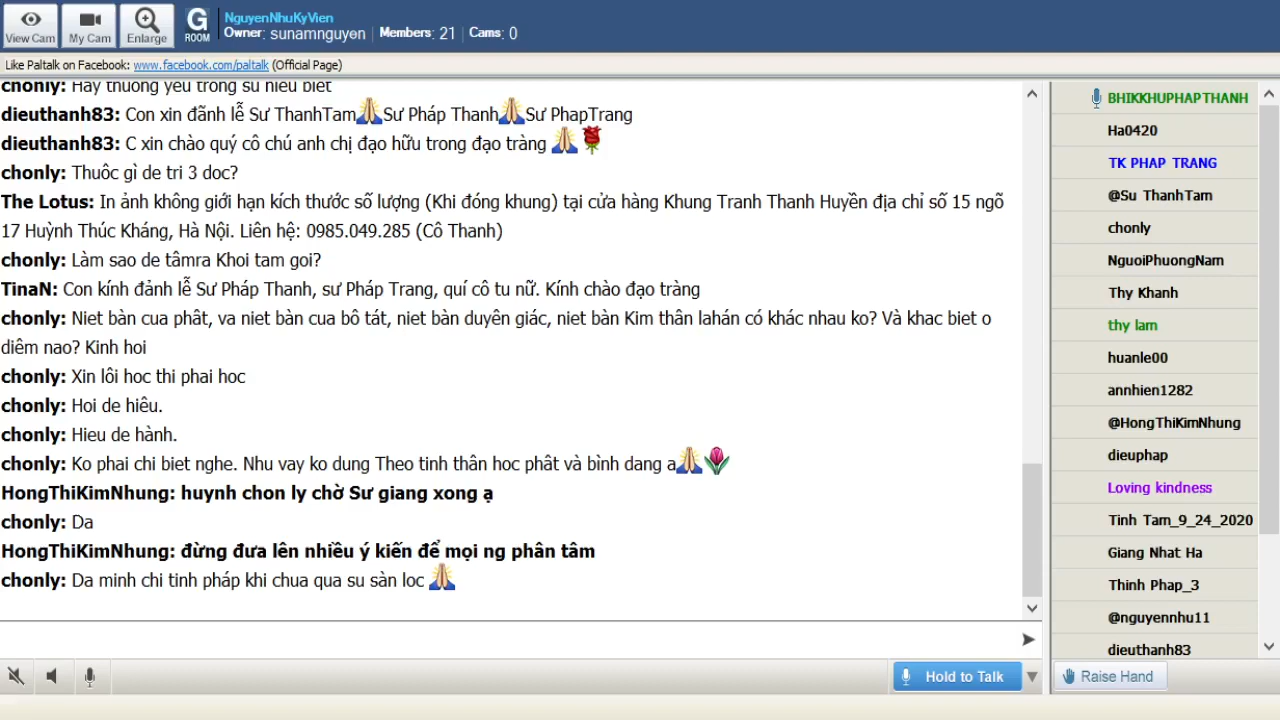 View Cam
My Cam
Enlarge
G
ROOM
NguyenNhuKyVien
Owner: sunamnguyen | Members: 21 | Cams: 0
Like Paltalk on Facebook: www.facebook.com/paltalk (Official Page)
chonly: Hay thuong yeu trong su hieu biet
dieuthanh83: Con xin đãnh lễ Sư ThanhTam Sư Pháp Thanh Sư PhapTrang
dieuthanh83: C xin chào quý cô chú anh chị đạo hữu trong đạo tràng
chonly: Thuôc gì de tri 3 doc?
The Lotus: In ảnh không giới hạn kích thước số lượng (Khi đóng khung) tại cửa hàng Khung Tranh Thanh Huyền địa chỉ số 15 ngõ
17 Huỳnh Thúc Kháng, Hà Nội. Liên hệ: 0985.049.285 (Cô Thanh)
chonly: Làm sao de tâmra Khoi tam goi?
TinaN: Con kính đảnh lễ Sư Pháp Thanh, sư Pháp Trang, quí cô tu nữ. Kính chào đạo tràng
chonly: Niet bàn cua phât, va niet bàn cua bô tát, niet bàn duyên giác, niet bàn Kim thân lahán có khác nhau ko? Và khac biet o
diêm nao? Kinh hoi
chonly: Xin lôi hoc thi phai hoc
chonly: Hoi de hiêu.
chonly: Hieu de hành.
chonly: Ko phai chi biet nghe. Nhu vay ko dung Theo tinh thân hoc phât và bình dang a
HongThiKimNhung: huynh chon ly chờ Sư giang xong ạ
chonly: Da
HongThiKimNhung: đừng đưa lên nhiều ý kiến để mọi ng phân tâm
chonly: Da minh chi tinh pháp khi chua qua su sàn loc
Hold to Talk
BHIKKHUPHAPTHANH
Ha0420
TK PHAP TRANG
@Su ThanhTam
chonly
NguoiPhuongNam
Thy Khanh
thy lam
huanle00
annhien1282
@HongThiKimNhung
dieuphap
Loving kindness
Tinh Tam_9_24_2020
Giang Nhat Ha
Thinh Phap_3
@nguyennhu11
dieuthanh83
Raise Hand